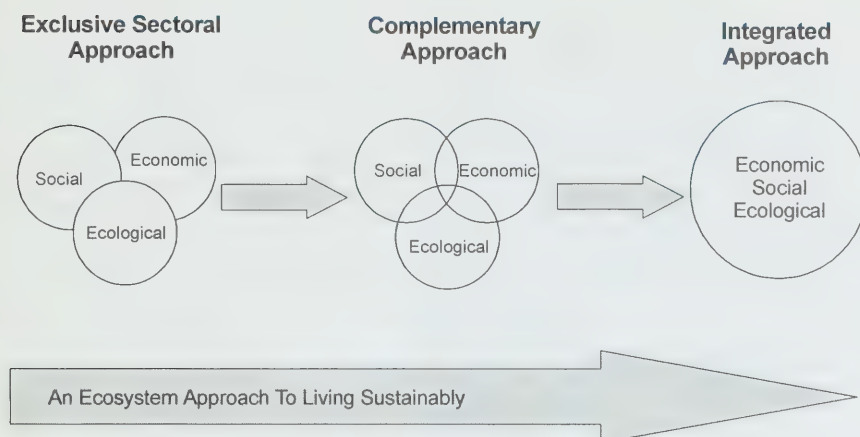 Exclusive Sectoral
Approach
Complementary
Approach
Integrated
Approach
Social
Economic
Ecological
Social
Economic
Ecological
Economic
Social
Ecological
An Ecosystem Approach To Living Sustainably